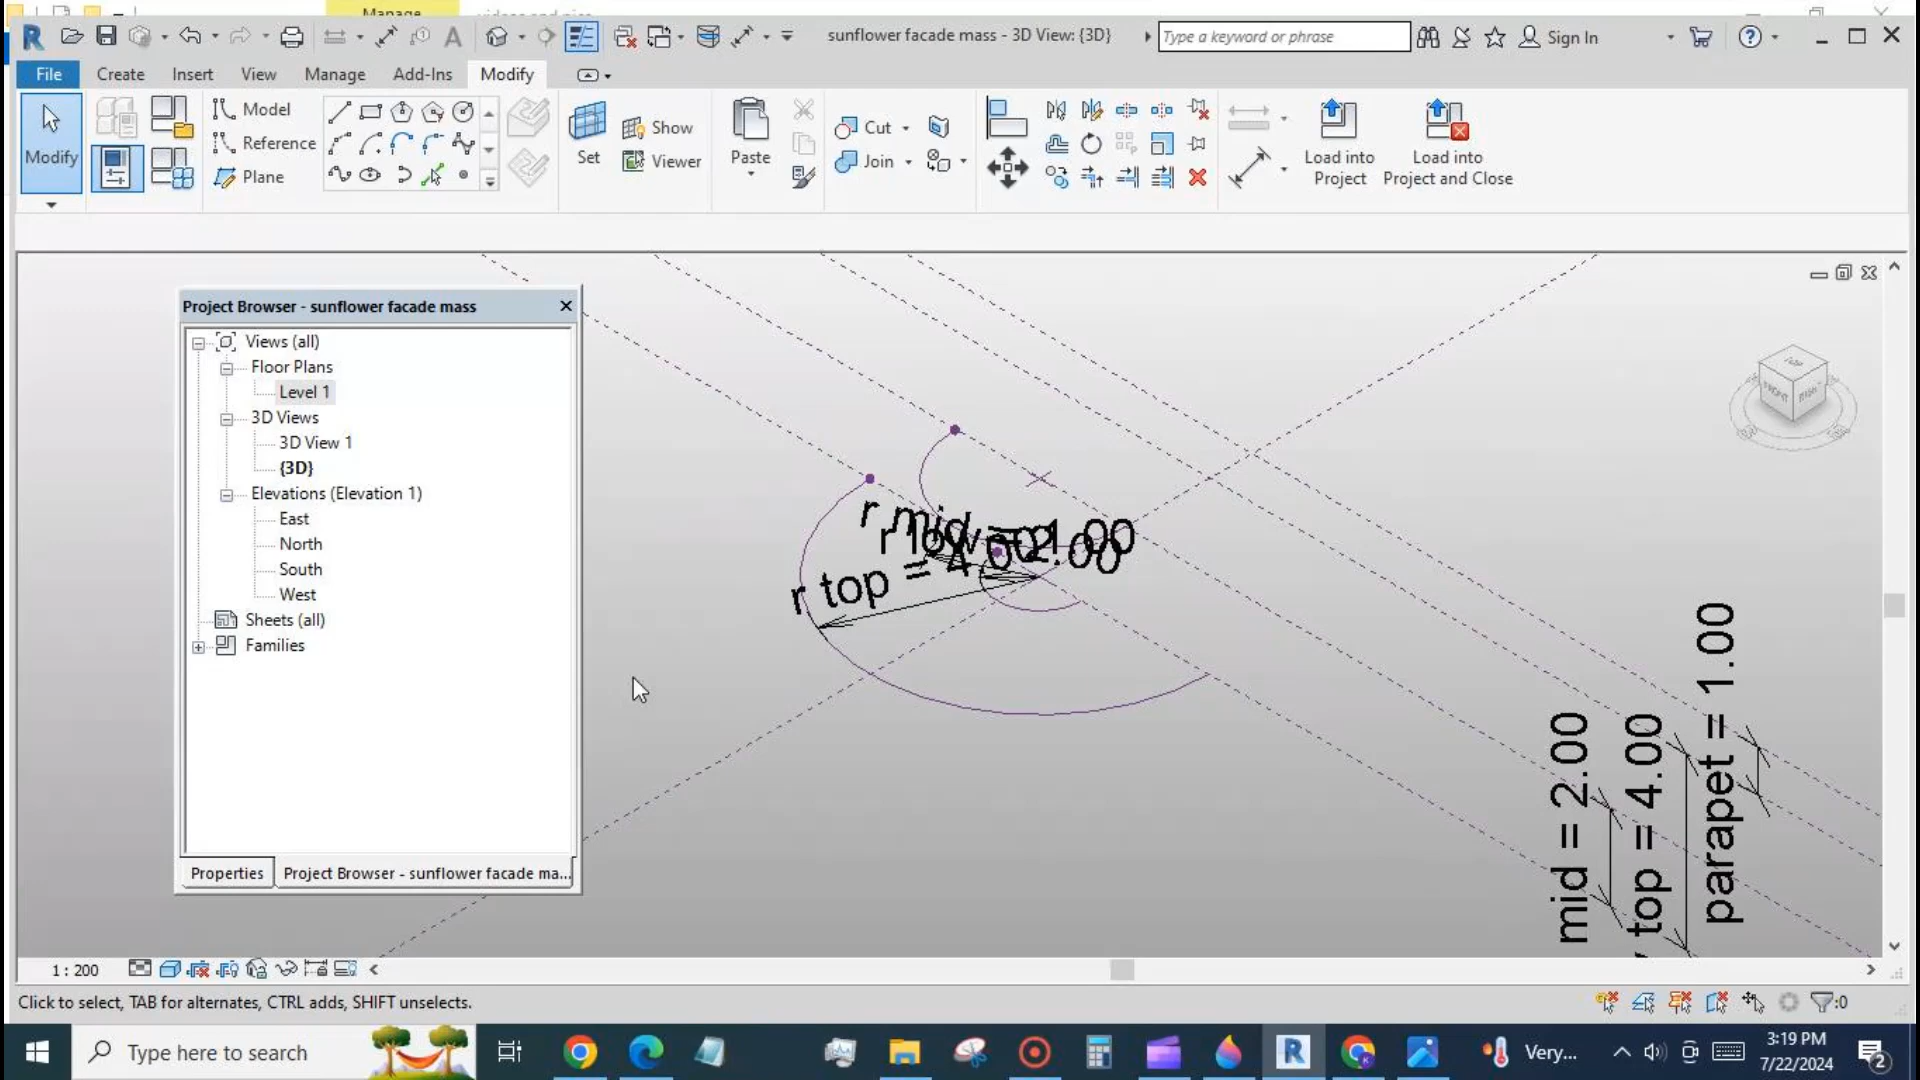 Manage
sunflower facade mass - 3D View: {3D}
Type a keyword or phrase
Sign In
File
Create
Insert
View
Manage
Add-Ins
Modify
Modify
Model
Reference
Plane
Set
Show
Viewer
Paste
Cut
Join
Load into
Project
Load into
Project and Close
Project Browser - sunflower facade mass
Views (all)
Floor Plans
Level 1
3D Views
3D View 1
{3D}
Elevations (Elevation 1)
East
North
South
West
Sheets (all)
Families
Properties
Project Browser - sunflower facade ma...
TOP
FRONT
r top = 4.00
mid = 2.00
top = 4.00
parapet = 1.00
1 : 200
Click to select, TAB for alternates, CTRL adds, SHIFT unselects.
:0
Type here to search
Very...
3:19 PM
7/22/2024
2